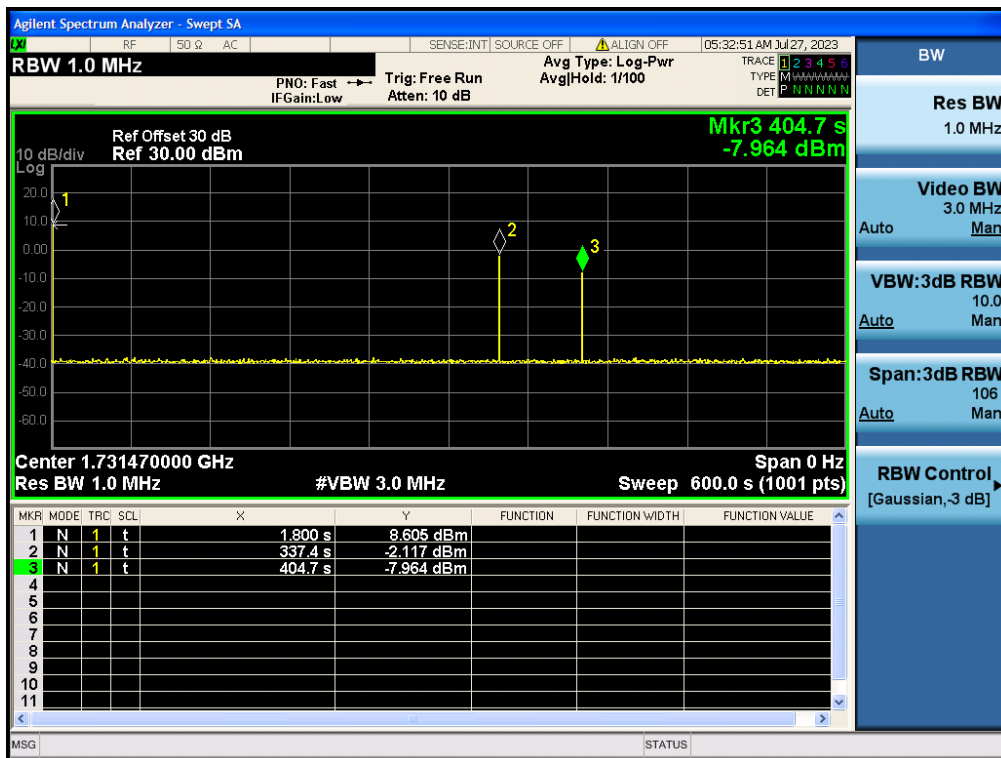 Agilent Spectrum Analyzer - Swept SA
LXI RF 50 Ω AC SENSE:INT SOURCE OFF ALIGN OFF 05:32:51 AM Jul 27, 2023
RBW 1.0 MHz
PNO: Fast
IFGain:Low
Trig: Free Run
Atten: 10 dB
Avg Type: Log-Pwr
Avg|Hold: 1/100
TRACE 1 2 3 4 5 6
TYPE M
DET P N N N N N
Ref Offset 30 dB
10 dB/div Ref 30.00 dBm
Log
Mkr3 404.7 s
-7.964 dBm
20.0
10.0
0.00
-10.0
-20.0
-30.0
-40.0
-50.0
-60.0
1
2
3
Center 1.731470000 GHz Span 0 Hz
Res BW 1.0 MHz #VBW 3.0 MHz Sweep 600.0 s (1001 pts)
MKR MODE TRC SCL X Y FUNCTION FUNCTION WIDTH FUNCTION VALUE
1 N 1 t 1.800 s 8.605 dBm
2 N 1 t 337.4 s -2.117 dBm
3 N 1 t 404.7 s -7.964 dBm
4
5
6
7
8
9
10
11
MSG STATUS
BW
Res BW
1.0 MHz
Video BW
3.0 MHz
Auto Man
VBW:3dB RBW
10.0
Auto Man
Span:3dB RBW
106
Auto Man
RBW Control
[Gaussian,-3 dB]